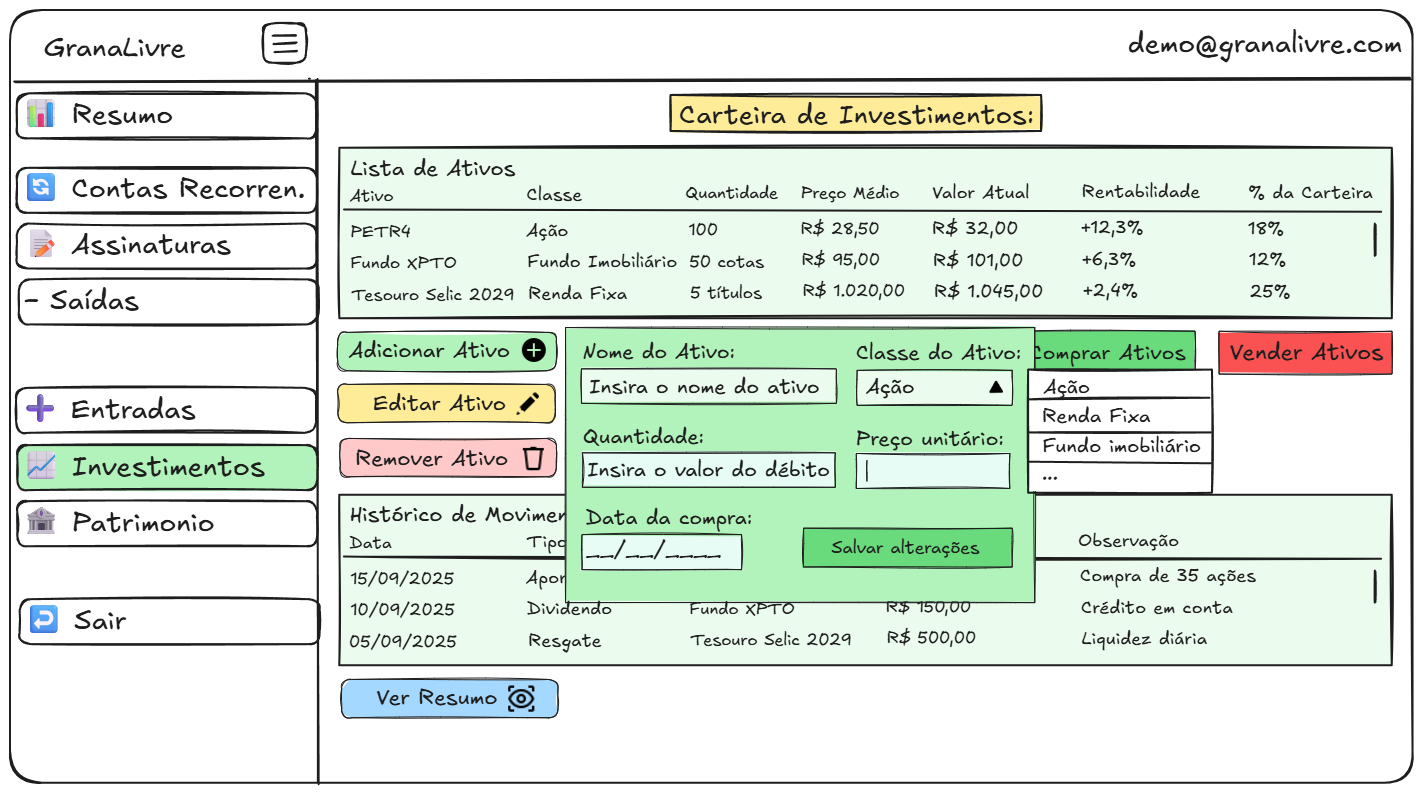 GranaLivre
demo@granalivre.com
Resumo
Contas Recorren.
Assinaturas
- Saídas
Entradas
Investimentos
Patrimonio
Sair
Carteira de Investimentos:
Lista de Ativos
Ativo Classe Quantidade Preço Médio Valor Atual Rentabilidade % da Carteira
PETR4 Ação 100 R$ 28,50 R$ 32,00 +12,3% 18%
Fundo XPTO Fundo Imobiliário 50 cotas R$ 95,00 R$ 101,00 +6,3% 12%
Tesouro Selic 2029 Renda Fixa 5 títulos R$ 1.020,00 R$ 1.045,00 +2,4% 25%
Adicionar Ativo
Editar Ativo
Remover Ativo
Nome do Ativo:
Insira o nome do ativo
Classe do Ativo:
Ação
Quantidade:
Insira o valor do débito
Preço unitário:
Data da compra:
__/__/____
Salvar alterações
Comprar Ativos
Vender Ativos
Ação
Renda Fixa
Fundo imobiliário
...
Histórico de Movimen
Data Tipo Observação
15/09/2025 Apor Compra de 35 ações
10/09/2025 Dividendo Fundo XPTO R$ 150,00 Crédito em conta
05/09/2025 Resgate Tesouro Selic 2029 R$ 500,00 Liquidez diária
Ver Resumo